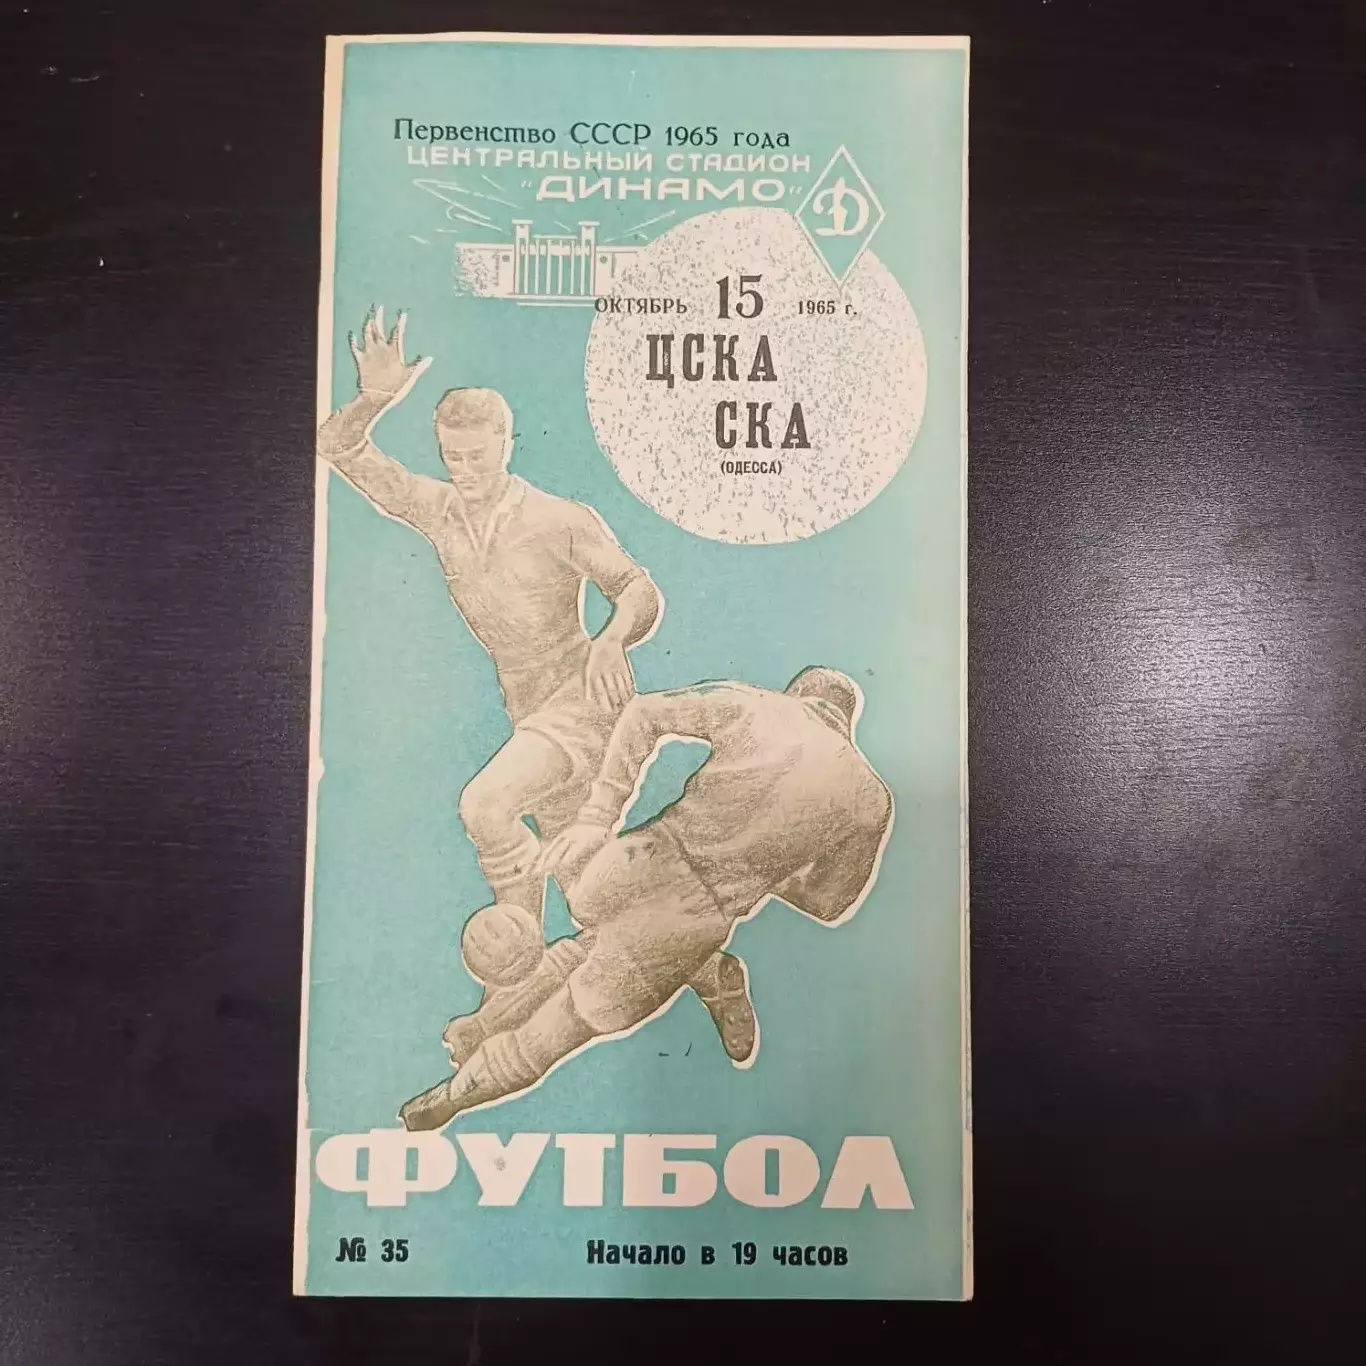 Первенство СССР 1965 года
ЦЕНТРАЛЬНЫЙ СТАДИОН
"ДИНАМО"
Д
ОКТЯБРЬ 15 1965 г.
ЦСКА
СКА
(ОДЕССА)
ФУТБОЛ
№ 35 Начало в 19 часов